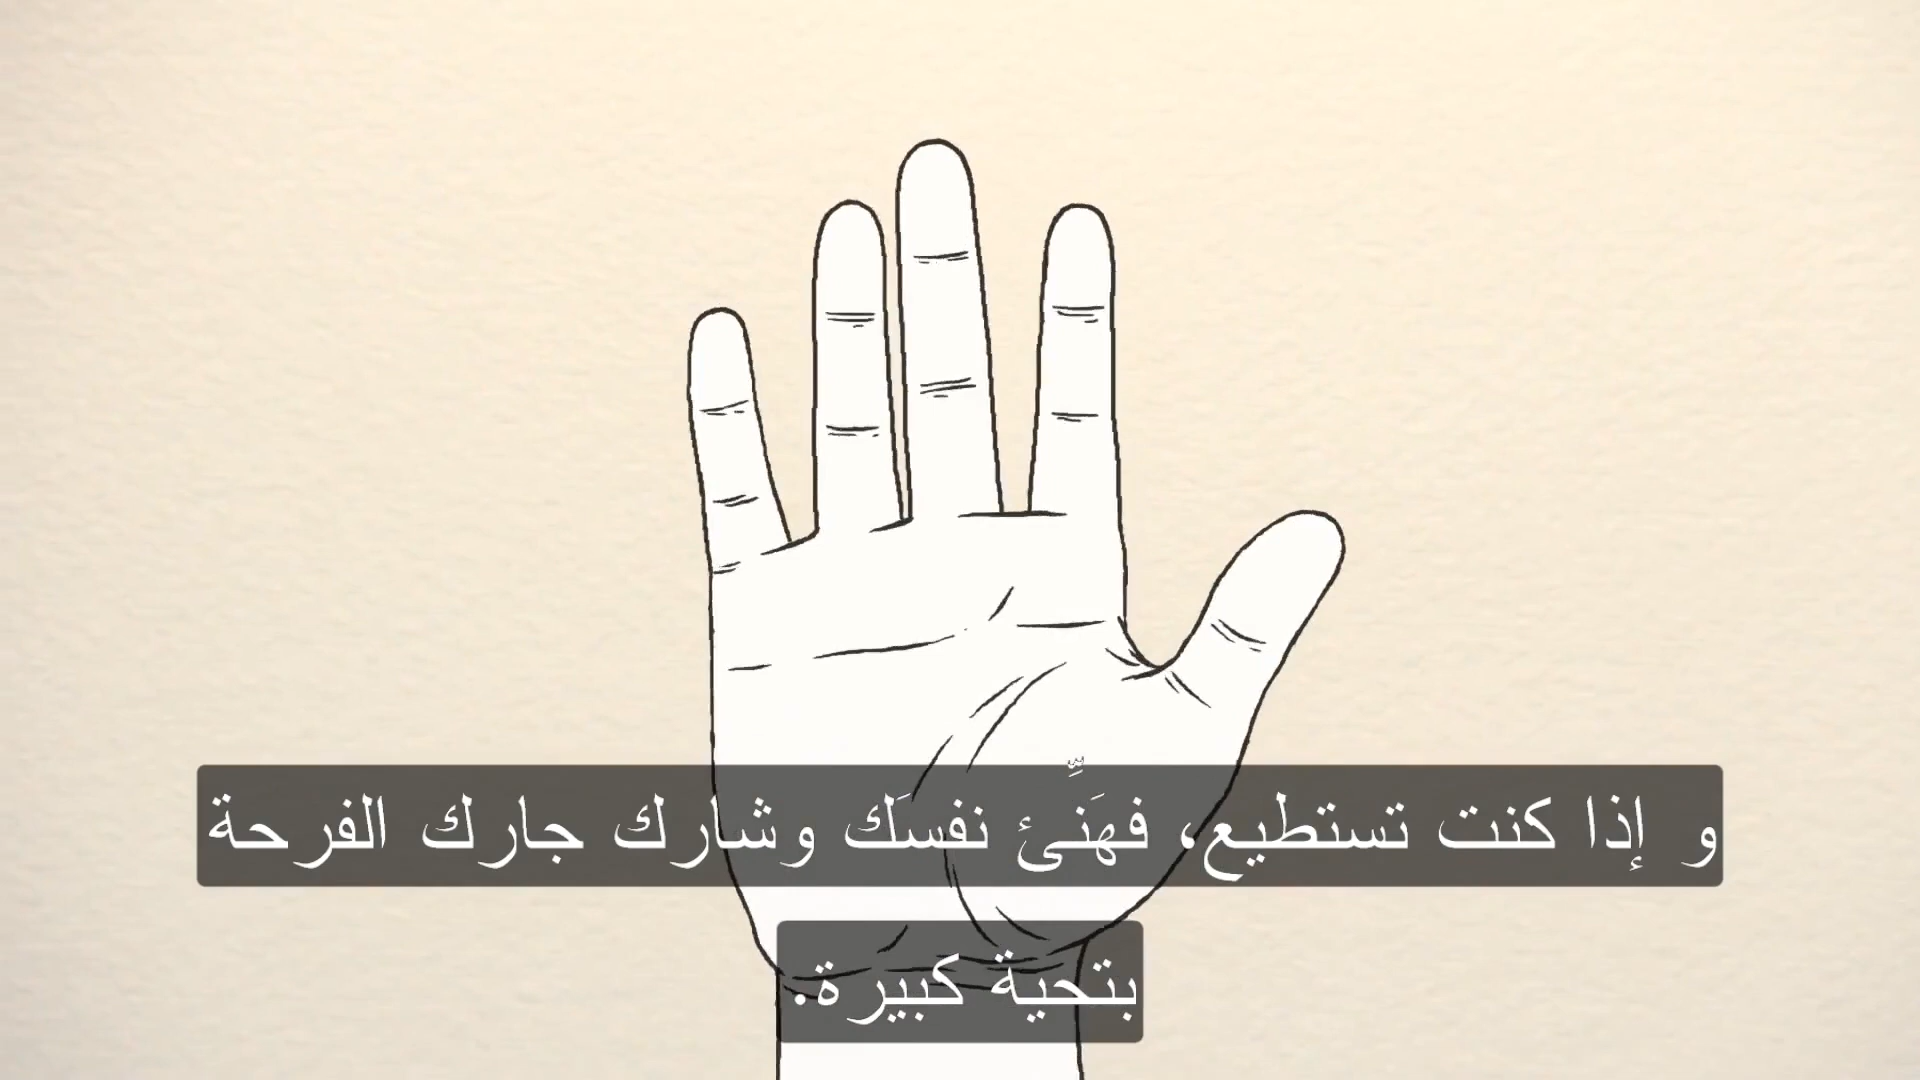 و إذا كنت تستطيع، فهَنِّئ نفسَك وشارك جارك الفرحة
بتحية كبيرة.